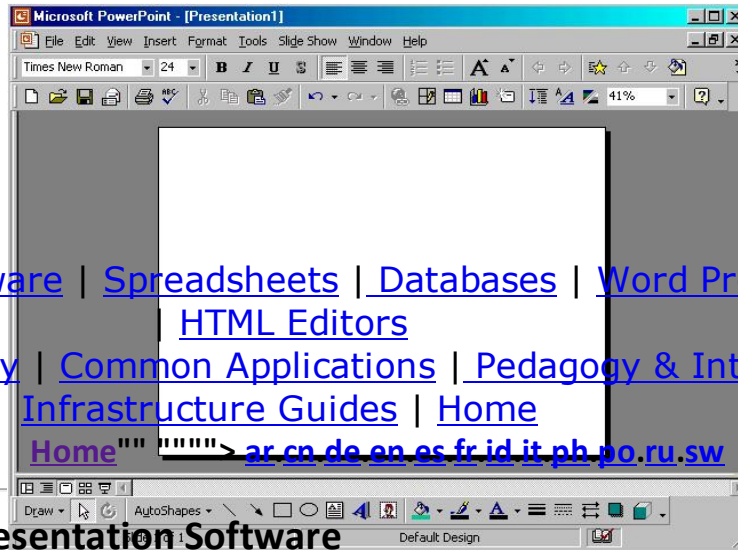 Microsoft PowerPoint - [Presentation1]
File Edit View Insert Format Tools Slide Show Window Help
Times New Roman 24 B I U S A A
ABC 41%
are | Spreadsheets | Databases | Word Pr
| HTML Editors
y | Common Applications | Pedagogy & Int
Infrastructure Guides | Home
Home"" """"> ar.cn.de.en.es.fr.id.it.ph.po.ru.sw
Draw AutoShapes A
esentation Software
Default Design